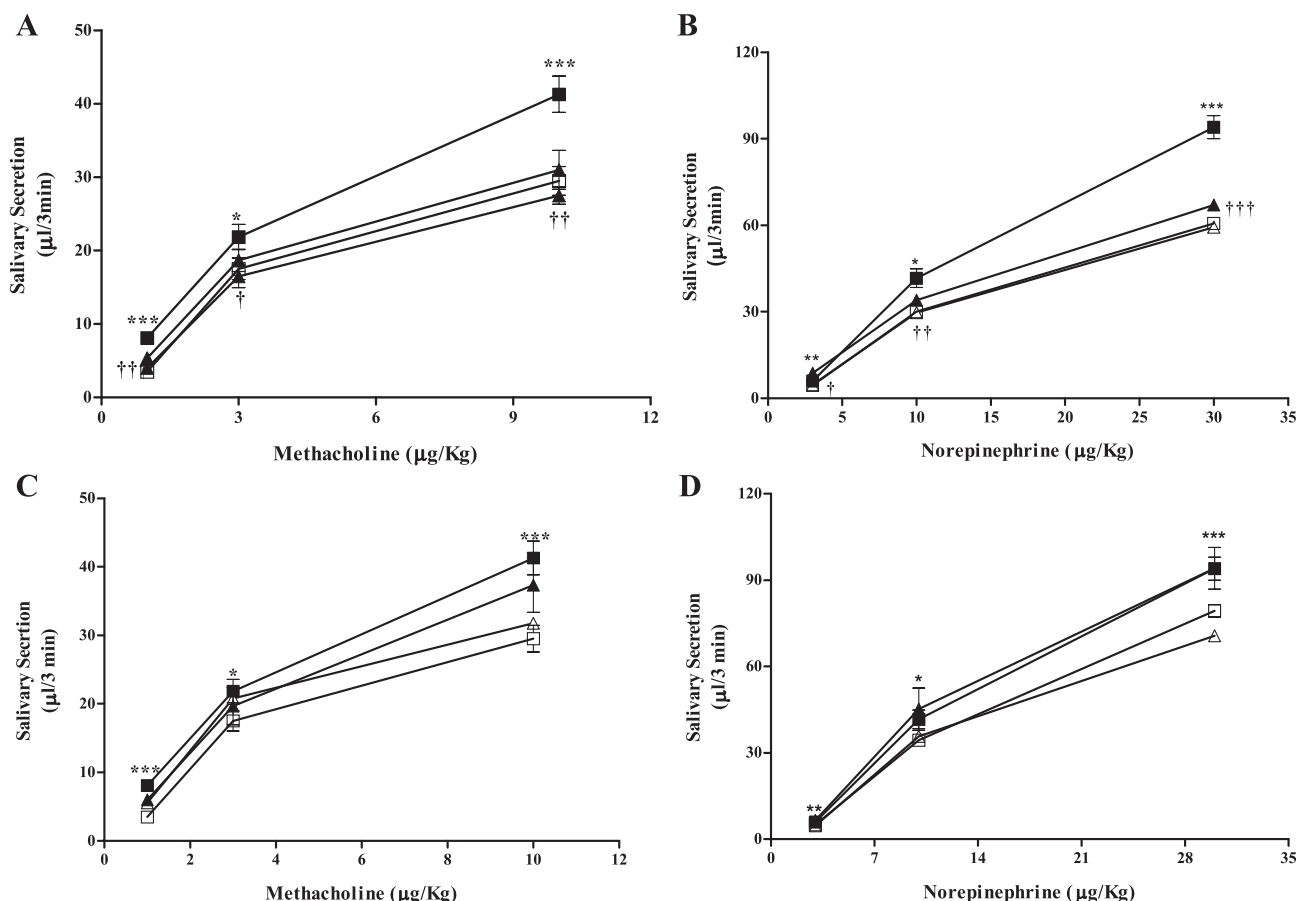 A
50
40
30
20
10
0
Salivary Secretion
(μl/3min)
***
*
***
††
†
††
0 3 6 9 12
Methacholine (μg/Kg)
B
120
90
60
30
0
Salivary Secretion
(μl/3min)
***
*
**
†††
††
†
0 5 10 15 20 25 30 35
Norepinephrine (μg/Kg)
C
50
40
30
20
10
0
Salivary Secrtion
(μl/3 min)
***
*
***
0 2 4 6 8 10 12
Methacholine (μg/Kg)
D
120
90
60
30
0
Salivary Secretion
(μl/3 min)
***
*
**
0 7 14 21 28 35
Norepinephrine (μg/Kg)